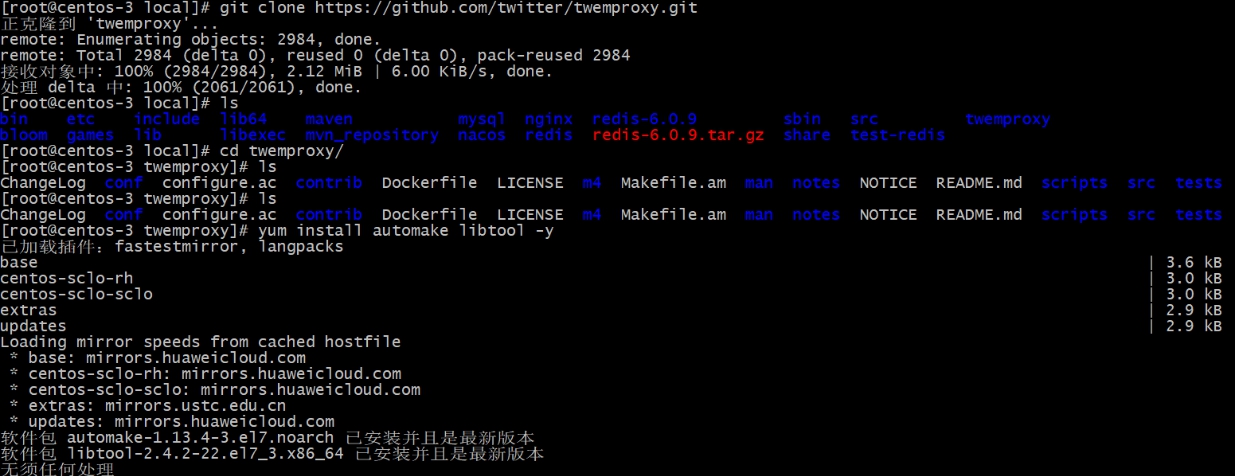 [root@centos-3 local]# git clone https://github.com/twitter/twemproxy.git
正克隆到 'twemproxy'...
remote: Enumerating objects: 2984, done.
remote: Total 2984 (delta 0), reused 0 (delta 0), pack-reused 2984
接收对象中: 100% (2984/2984), 2.12 MiB | 6.00 KiB/s, done.
处理 delta 中: 100% (2061/2061), done.
[root@centos-3 local]# ls
bin etc include lib64 maven mysql nginx redis-6.0.9 sbin src twemproxy
bloom games lib libexec mvn_repository nacos redis redis-6.0.9.tar.gz share test-redis
[root@centos-3 local]# cd twemproxy/
[root@centos-3 twemproxy]# ls
ChangeLog conf configure.ac contrib Dockerfile LICENSE m4 Makefile.am man notes NOTICE README.md scripts src tests
[root@centos-3 twemproxy]# ls
ChangeLog conf configure.ac contrib Dockerfile LICENSE m4 Makefile.am man notes NOTICE README.md scripts src tests
[root@centos-3 twemproxy]# yum install automake libtool -y
已加载插件：fastestmirror, langpacks
base | 3.6 kB
centos-sclo-rh | 3.0 kB
centos-sclo-sclo | 3.0 kB
extras | 2.9 kB
updates | 2.9 kB
Loading mirror speeds from cached hostfile
* base: mirrors.huaweicloud.com
* centos-sclo-rh: mirrors.huaweicloud.com
* centos-sclo-sclo: mirrors.huaweicloud.com
* extras: mirrors.ustc.edu.cn
* updates: mirrors.huaweicloud.com
软件包 automake-1.13.4-3.el7.noarch 已安装并且是最新版本
软件包 libtool-2.4.2-22.el7_3.x86_64 已安装并且是最新版本
无须任何处理